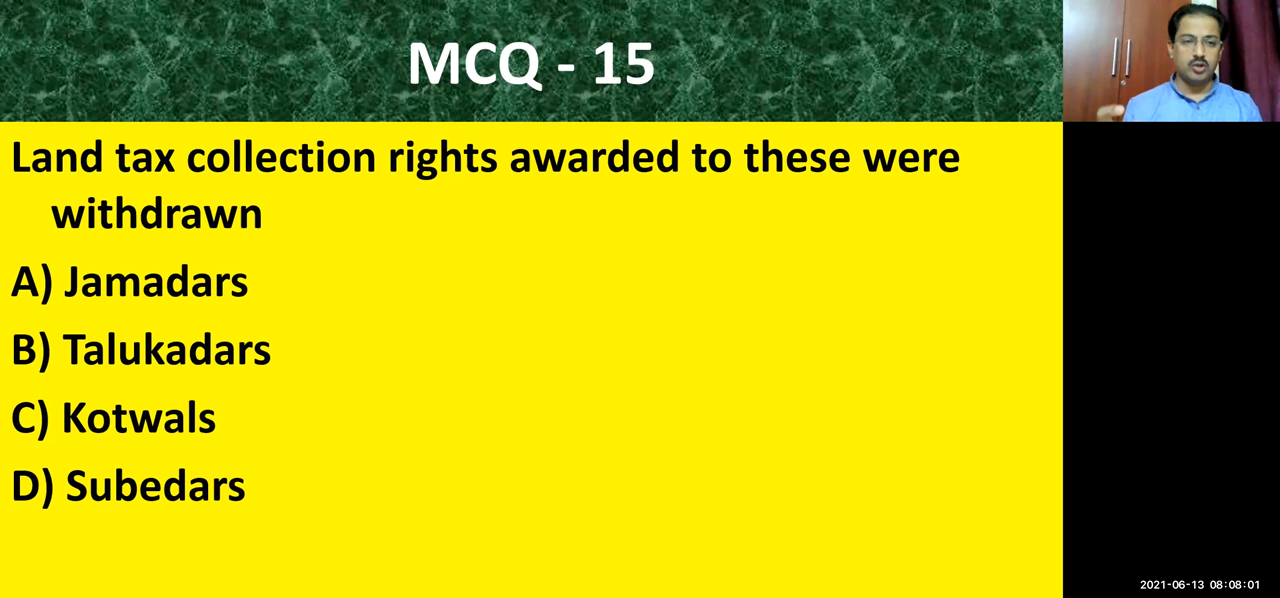 MCQ - 15
Land tax collection rights awarded to these were
withdrawn
A) Jamadars
B) Talukadars
C) Kotwals
D) Subedars
2021-06-13 08:08:01